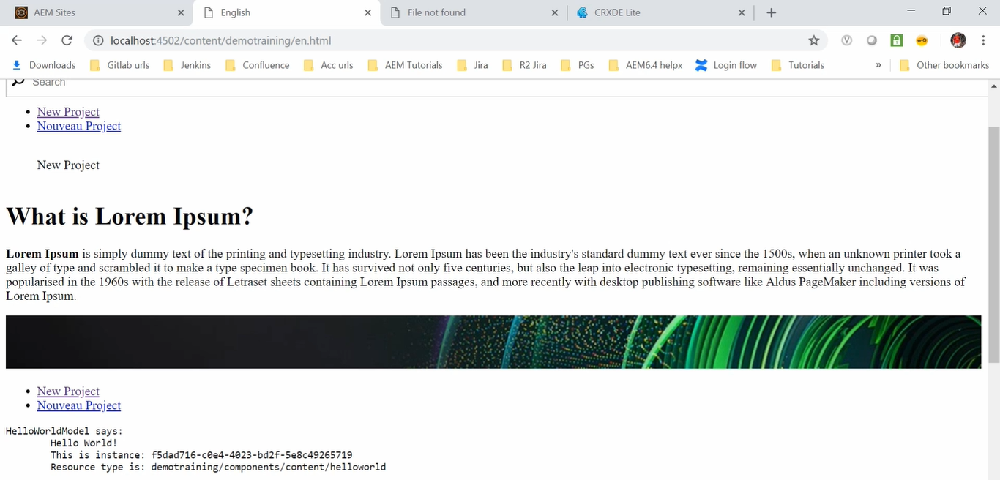 AEM Sites
English
File not found
CRXDE Lite
localhost:4502/content/demotraining/en.html
Downloads
Gitlab urls
Jenkins
Confluence
Acc urls
AEM Tutorials
Jira
R2 Jira
PGs
AEM6.4 helpx
Login flow
Tutorials
»
Other bookmarks
Search
New Project
Nouveau Project
New Project
What is Lorem Ipsum?
Lorem Ipsum is simply dummy text of the printing and typesetting industry. Lorem Ipsum has been the industry's standard dummy text ever since the 1500s, when an unknown printer took a
galley of type and scrambled it to make a type specimen book. It has survived not only five centuries, but also the leap into electronic typesetting, remaining essentially unchanged. It was
popularised in the 1960s with the release of Letraset sheets containing Lorem Ipsum passages, and more recently with desktop publishing software like Aldus PageMaker including versions of
Lorem Ipsum.
New Project
Nouveau Project
HelloWorldModel says:
Hello World!
This is instance: f5dad716-c0e4-4023-bd2f-5e8c49265719
Resource type is: demotraining/components/content/helloworld